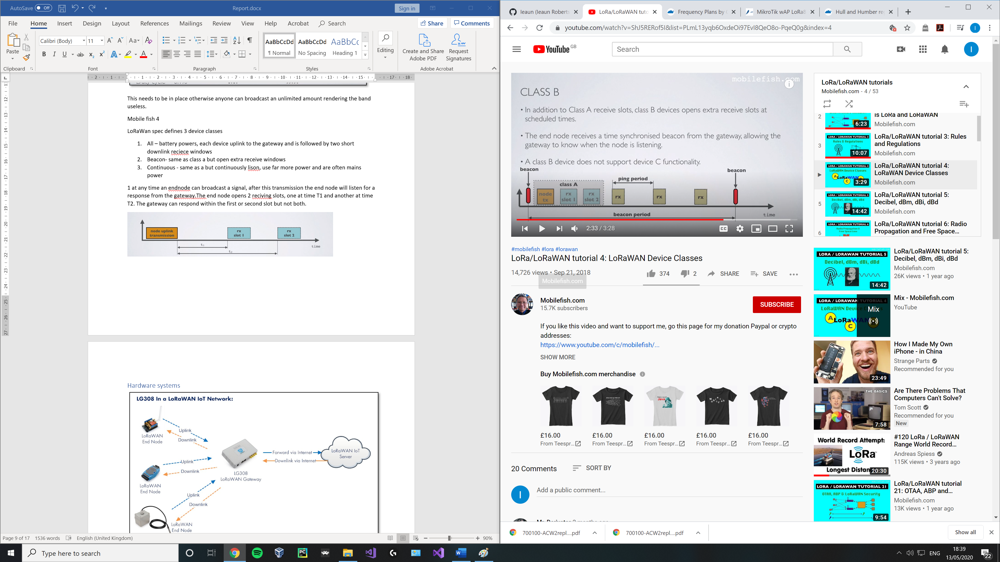 AutoSave Off
Report.docx
Sign in
File Home Insert Design Layout References Mailings Review View Help Acrobat Search
Share Comments
Paste
Calibri (Body) 11
AaBbCcDd AaBbCcDd AaBbCc
¶ Normal No Spacing Heading 1
Editing
Create and Share Adobe PDF
Request Signatures
Clipboard Font Paragraph Styles Adobe Acrobat
This needs to be in place otherwise anyone can broadcast an unlimited amount rendering the band
useless.
Mobile fish 4
LoRaWan spec defines 3 device classes
1. All – battery powers, each device uplink to the gateway and is followed by two short
downlink reciece windows
2. Beacon- same as class a but open extra receive windows
3. Continuous - same as a but continuously lison, use far more power and are often mains
power
1 at any time an endnode can broadcast a signal, after this transmission the end node will listen for a
response from the gateway.The end node opens 2 reciving slots, one at time T1 and another at time
T2. The gateway can respond within the first or second slot but not both.
node uplink
transmission
rx
slot 1
rx
slot 2
t1
t2
time
Hardware systems
LG308 In a LoRaWAN IoT Network:
Uplink
Downlink
LoRaWAN
End Node
Forward via Internet
Downlink via Internet
LoRaWAN IoT
Server
Uplink
Downlink
LG308
LoRaWAN Gateway
LoRaWAN
End Node
Uplink
Downlink
LoRaWAN
End Node
Page 9 of 17 1536 words English (United Kingdom)
90%
Ieaun (Ieaun Roberts
LoRa/LoRaWAN tuto
Frequency Plans by
MikroTik wAP LoRa8
Hull and Humber re
youtube.com/watch?v=ShJ5RERof5I&list=PLmL13yqb6OxdeOi97EvI8QeO8o-PqeQ0g&index=4
YouTube GB
Search
mobilefish.com
CLASS B
• In addition to Class A receive slots, class B devices opens extra receive slots at
scheduled times.
• The end node receives a time synchronised beacon from the gateway, allowing the
gateway to know when the node is listening.
• A class B device does not support device C functionality.
beacon
beacon
class A
ping period
node
tx
rx
slot 1
rx
slot 2
rx
rx
rx
beacon period
time
2:33 / 3:28
CC
#mobilefish #lora #lorawan
LoRa/LoRaWAN tutorial 4: LoRaWAN Device Classes
14,726 views • Sep 21, 2018
374
2
SHARE
SAVE
Mobilefish.com
Mobilefish.com
15.7K subscribers
SUBSCRIBE
If you like this video and want to support me, go this page for my donation Paypal or crypto
addresses:
https://www.youtube.com/c/mobilefish/...
SHOW MORE
Buy Mobilefish.com merchandise
£16.00 £16.00 £16.00 £16.00 £16.00
From Teespr... From Teespr... From Teespr... From Teespr... From Teespr...
20 Comments SORT BY
Add a public comment...
LoRa/LoRaWAN tutorials
Mobilefish.com - 4 / 53
2
is LoRa and LoRaWAN
Mobilefish.com
6:23
3
LORA / LORAWAN TUTORIAL 3
Rules & Regulations
10:07
LoRa/LoRaWAN tutorial 3: Rules
and Regulations
Mobilefish.com
LORA / LORAWAN TUTORIAL 4
LoRaWAN Device Classes
3:29
LoRa/LoRaWAN tutorial 4:
LoRaWAN Device Classes
Mobilefish.com
5
LORA / LORAWAN TUTORIAL 5
Decibel, dBm, dBi, dBd
14:42
LoRa/LoRaWAN tutorial 5:
Decibel, dBm, dBi, dBd
Mobilefish.com
6
LORA / LORAWAN TUTORIAL 6
LoRa/LoRaWAN tutorial 6: Radio
Propagation and Free Space...
LORA / LORAWAN TUTORIAL 5
Decibel, dBm, dBi, dBd
14:42
LoRa/LoRaWAN tutorial 5:
Decibel, dBm, dBi, dBd
Mobilefish.com
26K views • 1 year ago
LORA / LORAWAN TUTORIAL 4
Mix
Mix - Mobilefish.com
YouTube
23:49
How I Made My Own
iPhone - in China
Strange Parts
Recommended for you
THE BASICS
7:58
Are There Problems That
Computers Can't Solve?
Tom Scott
Recommended for you
New
World Record Attempt:
LoRa
Longest Distan
20:30
#120 LoRa / LoRaWAN
Range World Record...
Andreas Spiess
115K views • 3 years ago
LORA / LORAWAN TUTORIAL 21
OTAA, ABP & LoRaWAN Security
9:54
LoRa/LoRaWAN tutorial
21: OTAA, ABP and...
Mobilefish.com
13K views • 1 year ago
700100-ACW2repl....pdf
700100-ACW2repl....pdf
Show all
Type here to search
ENG
18:39
13/05/2020
22